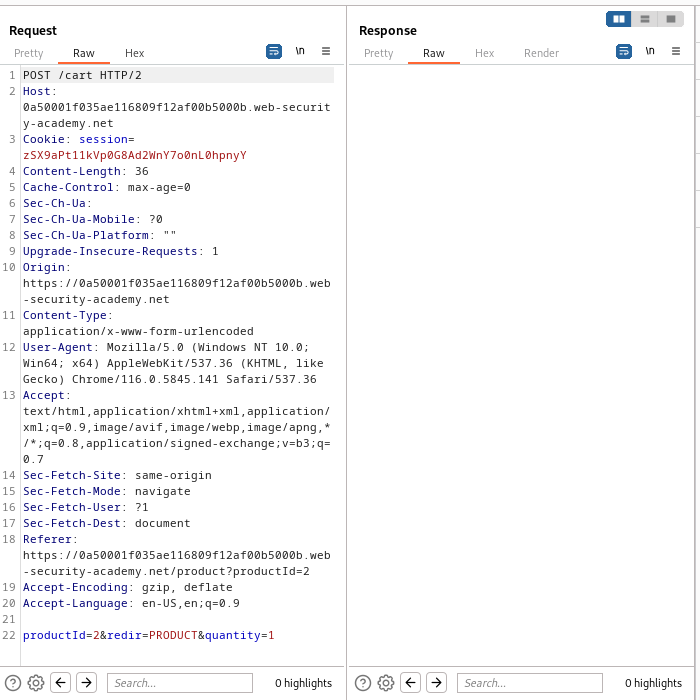 Request
Pretty Raw Hex \n
1 POST /cart HTTP/2
2 Host:
0a50001f035ae116809f12af00b5000b.web-securit
y-academy.net
3 Cookie: session=
zSX9aPt11kVp0G8Ad2WnY7o0nL0hpnyY
4 Content-Length: 36
5 Cache-Control: max-age=0
6 Sec-Ch-Ua:
7 Sec-Ch-Ua-Mobile: ?0
8 Sec-Ch-Ua-Platform: ""
9 Upgrade-Insecure-Requests: 1
10 Origin:
https://0a50001f035ae116809f12af00b5000b.web
-security-academy.net
11 Content-Type:
application/x-www-form-urlencoded
12 User-Agent: Mozilla/5.0 (Windows NT 10.0;
Win64; x64) AppleWebKit/537.36 (KHTML, like
Gecko) Chrome/116.0.5845.141 Safari/537.36
13 Accept:
text/html,application/xhtml+xml,application/
xml;q=0.9,image/avif,image/webp,image/apng,*
/*;q=0.8,application/signed-exchange;v=b3;q=
0.7
14 Sec-Fetch-Site: same-origin
15 Sec-Fetch-Mode: navigate
16 Sec-Fetch-User: ?1
17 Sec-Fetch-Dest: document
18 Referer:
https://0a50001f035ae116809f12af00b5000b.web
-security-academy.net/product?productId=2
19 Accept-Encoding: gzip, deflate
20 Accept-Language: en-US,en;q=0.9
21
22 productId=2&redir=PRODUCT&quantity=1
Search... 0 highlights
Response
Pretty Raw Hex Render \n
Search... 0 highlights